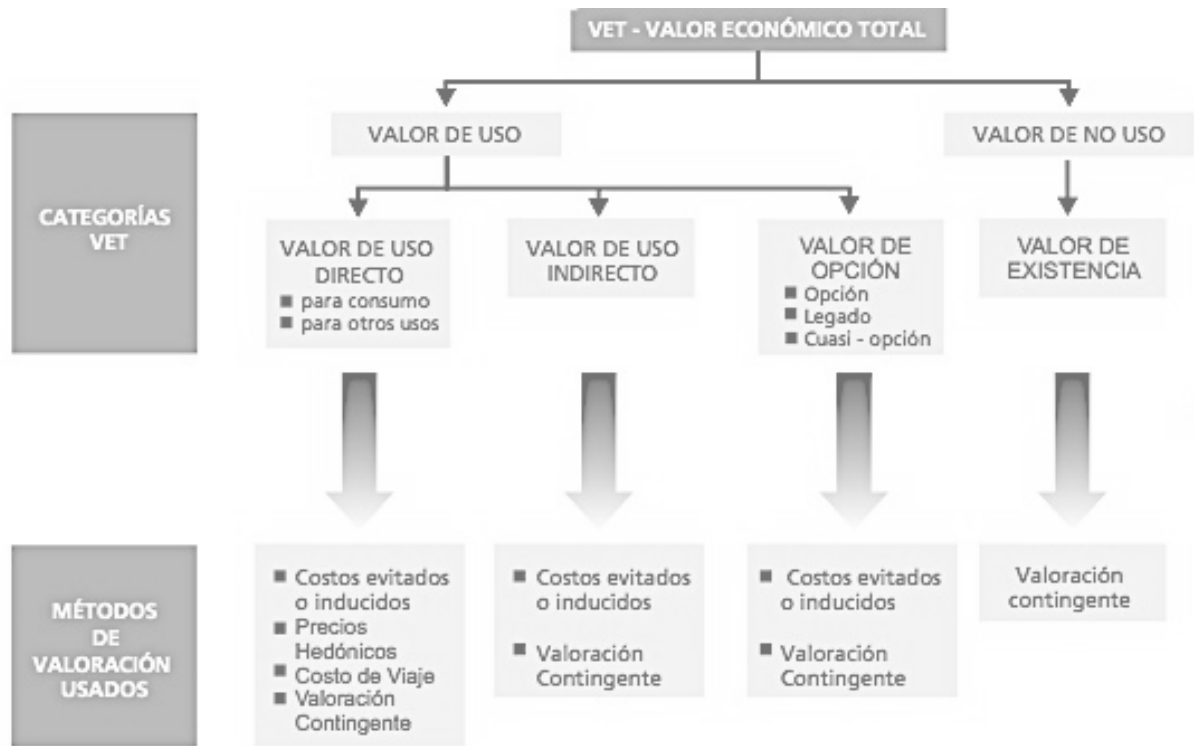 VET - VALOR ECONÓMICO TOTAL
VALOR DE USO
VALOR DE NO USO
CATEGORÍAS
VET
VALOR DE USO
DIRECTO
■ para consumo
■ para otros usos
VALOR DE USO
INDIRECTO
VALOR DE
OPCIÓN
■ Opción
■ Legado
■ Cuasi - opción
VALOR DE
EXISTENCIA
MÉTODOS
DE
VALORACIÓN
USADOS
■ Costos evitados
o inducidos
■ Precios
Hedónicos
■ Costo de Viaje
■ Valoración
Contingente
■ Costos evitados
o inducidos
■ Valoración
Contingente
■ Costos evitados
o inducidos
■ Valoración
Contingente
Valoración
contingente